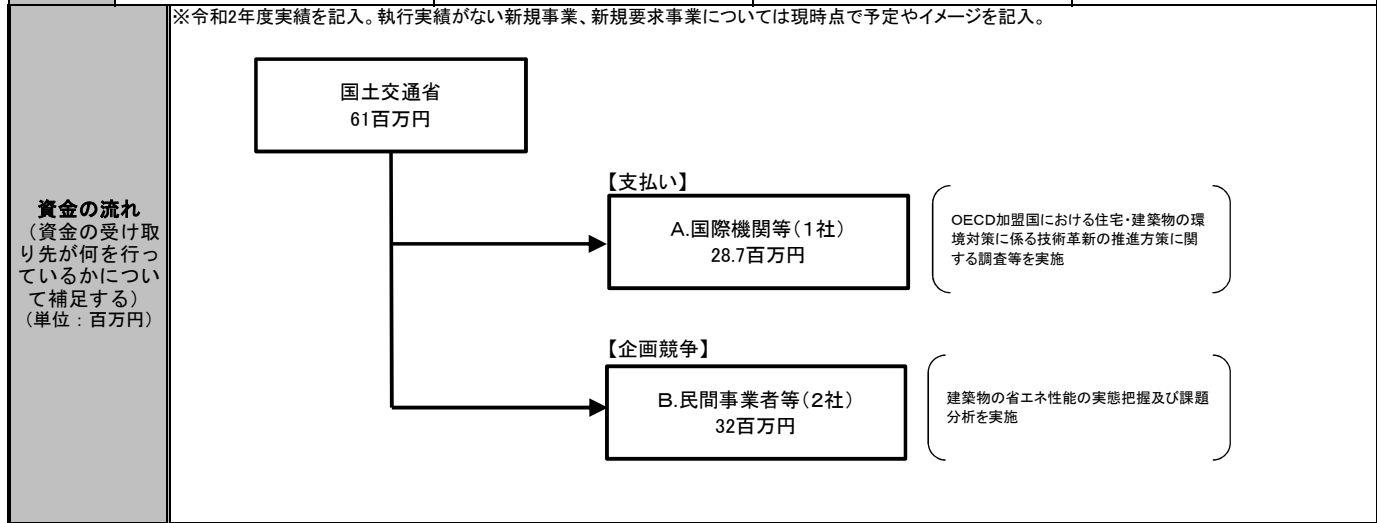 ※令和2年度実績を記入。執行実績がない新規事業、新規要求事業については現時点で予定やイメージを記入。
資金の流れ
（資金の受け取
り先が何を行っ
ているかについ
て補足する）
（単位：百万円）
国土交通省
61百万円
【支払い】
A.国際機関等（1社）
28.7百万円
OECD加盟国における住宅・建築物の環
境対策に係る技術革新の推進方策に関
する調査等を実施
【企画競争】
B.民間事業者等（2社）
32百万円
建築物の省エネ性能の実態把握及び課題
分析を実施